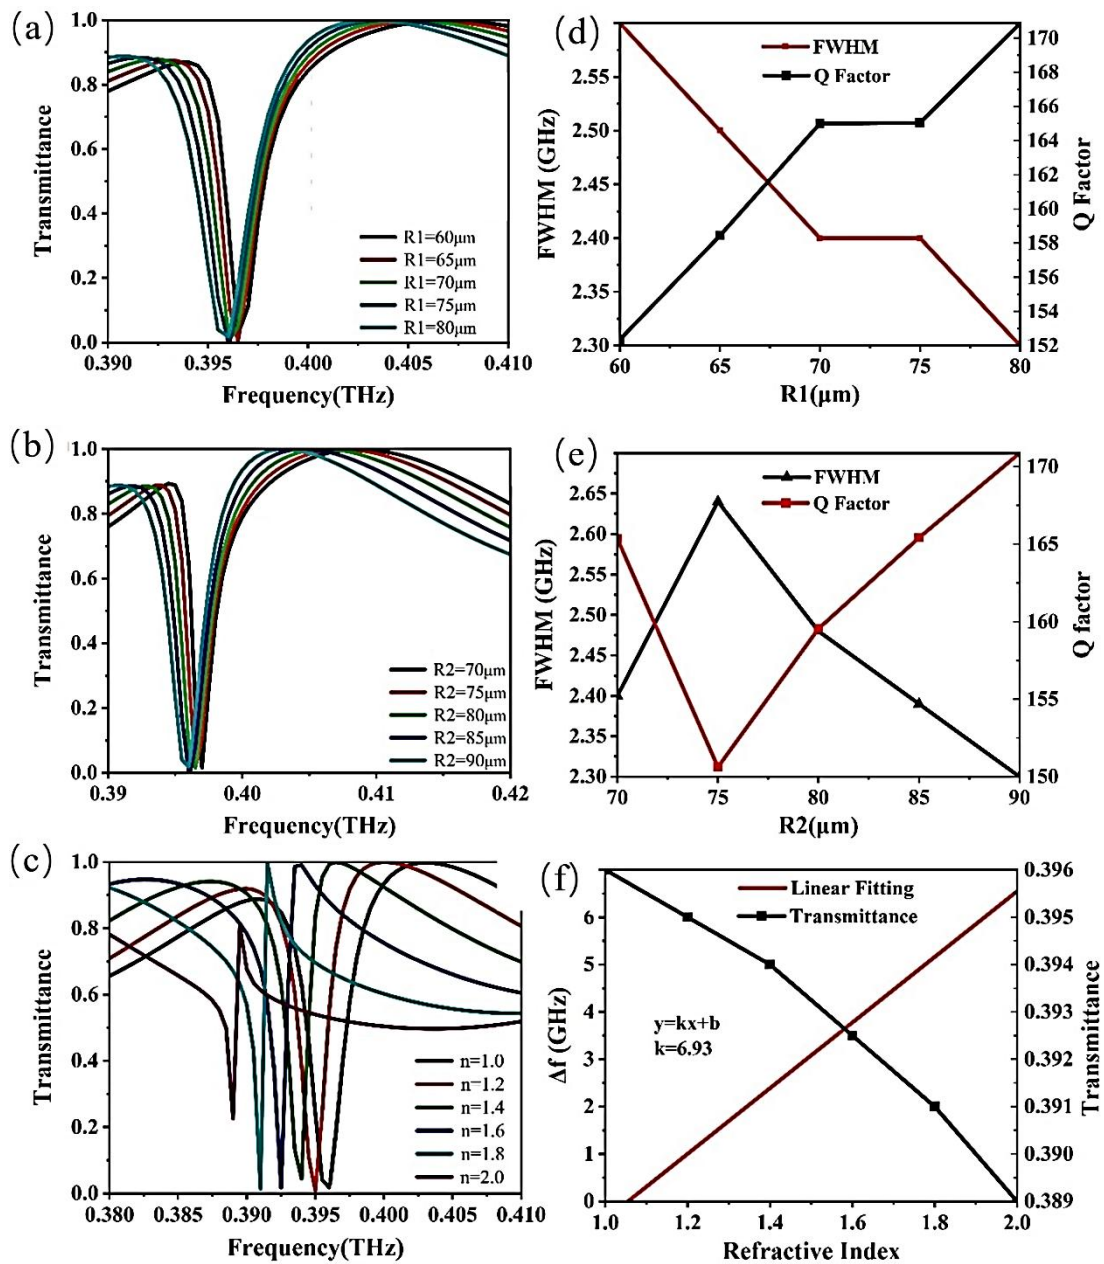 (a)
1.0
0.8
0.6
0.4
0.2
0.0
Transmittance
R1=60μm
R1=65μm
R1=70μm
R1=75μm
R1=80μm
0.390
0.395
0.400
0.405
0.410
Frequency(THz)
(d)
2.55
2.50
2.45
2.40
2.35
2.30
FWHM (GHz)
FWHM
Q Factor
170
168
166
164
162
160
158
156
154
152
Q Factor
60
65
70
75
80
R1(μm)
(b)
1.0
0.8
0.6
0.4
0.2
0.0
Transmittance
R2=70μm
R2=75μm
R2=80μm
R2=85μm
R2=90μm
0.39
0.40
0.41
0.42
Frequency(THz)
(e)
2.65
2.60
2.55
2.50
2.45
2.40
2.35
2.30
FWHM (GHz)
FWHM
Q Factor
170
165
160
155
150
Q factor
70
75
80
85
90
R2(μm)
(c)
1.0
0.8
0.6
0.4
0.2
0.0
Transmittance
n=1.0
n=1.2
n=1.4
n=1.6
n=1.8
n=2.0
0.380
0.385
0.390
0.395
0.400
0.405
0.410
Frequency(THz)
(f)
6
5
4
3
2
1
0
Δf (GHz)
Linear Fitting
Transmittance
y=kx+b
k=6.93
0.396
0.395
0.394
0.393
0.392
0.391
0.390
0.389
Transmittance
1.0
1.2
1.4
1.6
1.8
2.0
Refractive Index